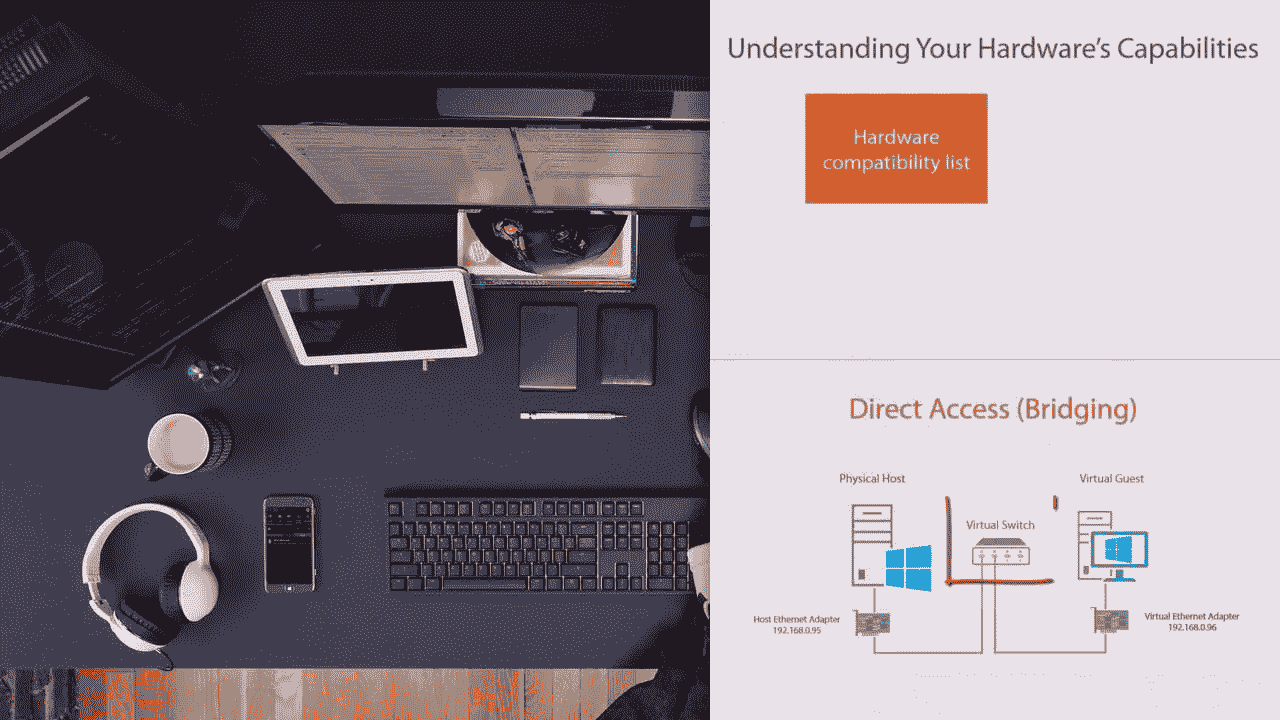 Understanding Your Hardware's Capabilities
Hardware
compatibility list
Direct Access (Bridging)
Physical Host
Virtual Guest
Virtual Switch
Host Ethernet Adapter
192.168.0.95
Virtual Ethernet Adapter
192.168.0.96